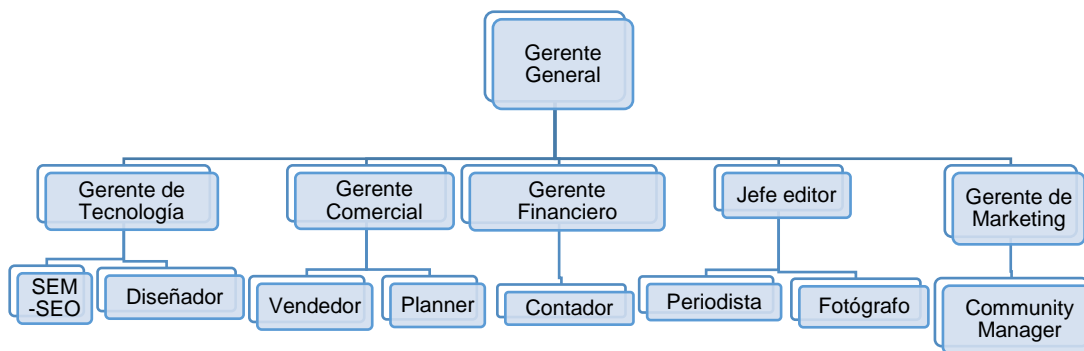 Gerente
General
Gerente de
Tecnología
Gerente
Comercial
Gerente
Financiero
Jefe editor
Gerente de
Marketing
SEM
-SEO
Diseñador
Vendedor
Planner
Contador
Periodista
Fotógrafo
Community
Manager